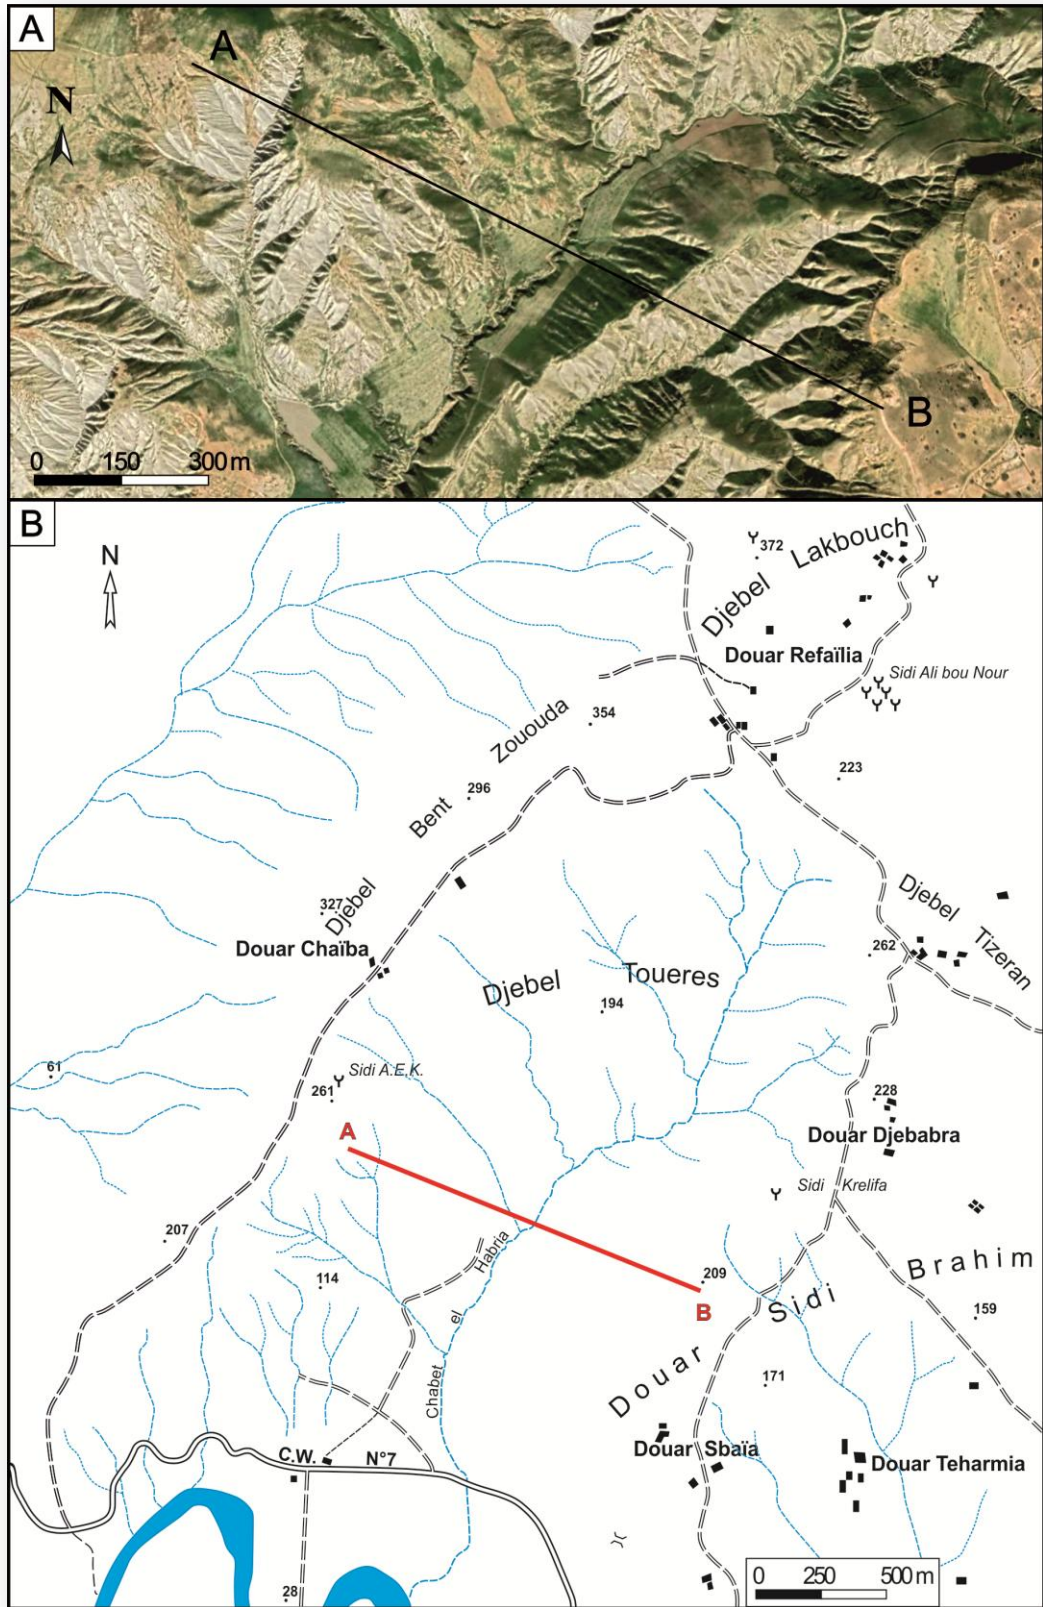 A
A
N
B
0 150 300 m
B
N
372
Djebel Lakbouch
Douar Refaïlia
Sidi Ali bou Nour
354
223
Djebel Bent Zououda
296
327
Douar Chaïba
Djebel Tizeran
262
Djebel Toueres
194
61
Sidi A.E.K.
261
228
A
Douar Djebabra
Sidi Krelifa
207
Chabet el Habria
114
209
B
Douar Sidi Brahim
159
171
C.W. N°7
Douar Sbaïa
Douar Teharmia
28
0 250 500 m